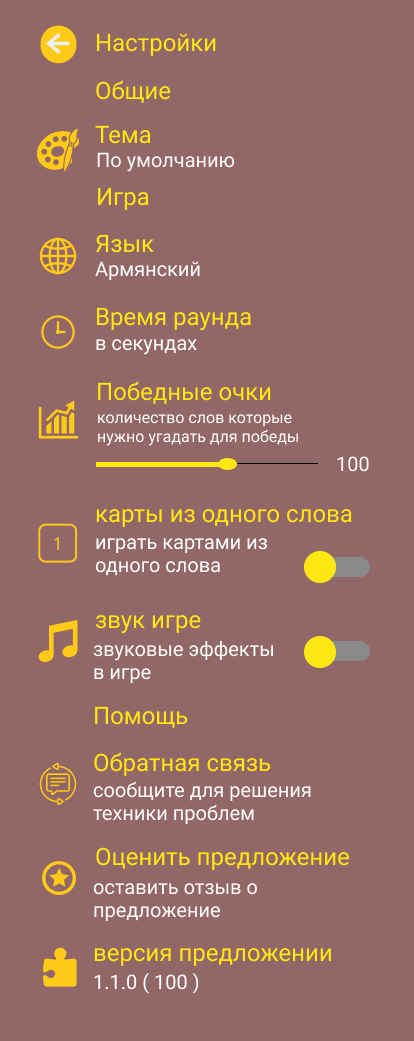 Настройки
Общие
Тема
По умолчанию
Игра
Язык
Армянский
Время раунда
в секундах
Победные очки
количество слов которые
нужно угадать для победы
100
карты из одного слова
1
играть картами из
одного слова
звук игре
звуковые эффекты
в игре
Помощь
Обратная связь
сообщите для решения
техники проблем
Оценить предложение
оставить отзыв о
предложение
версия предложении
1.1.0 ( 100 )